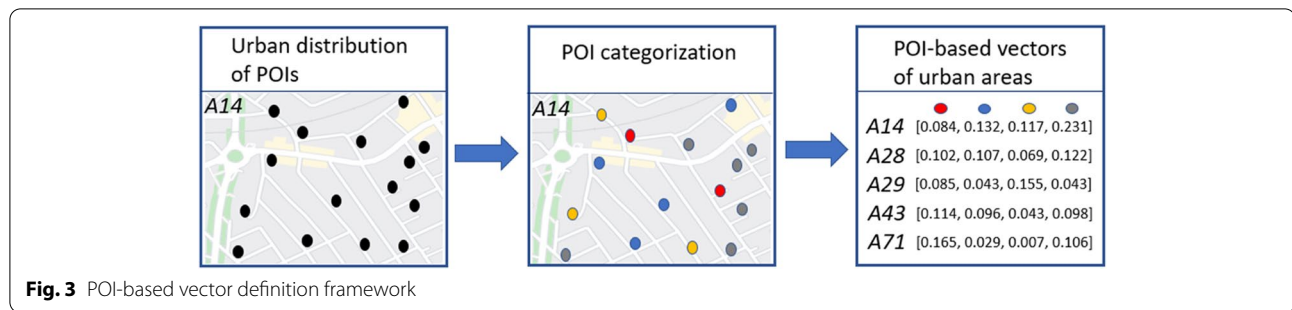 Urban distribution
of POIs
A14
POI categorization
A14
POI-based vectors
of urban areas
A14 [0.084, 0.132, 0.117, 0.231]
A28 [0.102, 0.107, 0.069, 0.122]
A29 [0.085, 0.043, 0.155, 0.043]
A43 [0.114, 0.096, 0.043, 0.098]
A71 [0.165, 0.029, 0.007, 0.106]
Fig. 3 POI-based vector definition framework